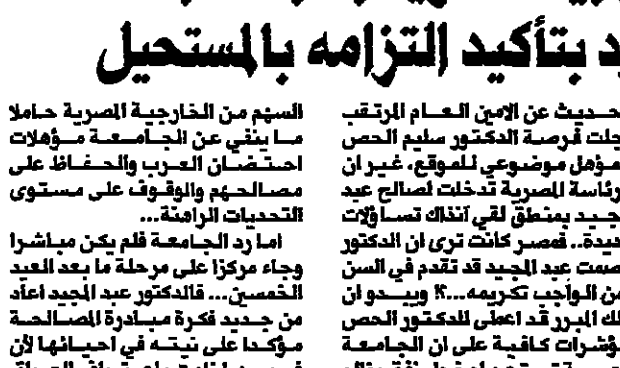 بتأكيد التزامه بالمستحيل
حديث عن الامين العام المرتقب
جلت فرصة الدكتور سليم الحص
مؤهل موضوعي للموقع، غير ان
رئاسة المصرية تدخلت لصالح عبد
جيد بمنطق لقي آنذاك تساؤلات
ديدة.. فمصر كانت ترى ان الدكتور
صمت عبد المجيد قد تقدم في السن
من الواجب تكريمه...؟! ويبدو ان
لك المبرر قد اعطى للدكتور الحص
ؤشرات كافية على ان الجامعة
السهم من الخارجية المصرية حاملا
ما ينفي عن الجامعة مؤهلات
احتضان العرب والحفاظ على
مصالحهم والوقوف على مستوى
التحديات الراهنة...
اما رد الجامعة فلم يكن مباشرا
وجاء مركزا على مرحلة ما بعد العيد
الخمسين... فالدكتور عبد المجيد اعاد
من جديد فكرة مبادرة المصالحة
مؤكدا على نيته في احيائها لأن